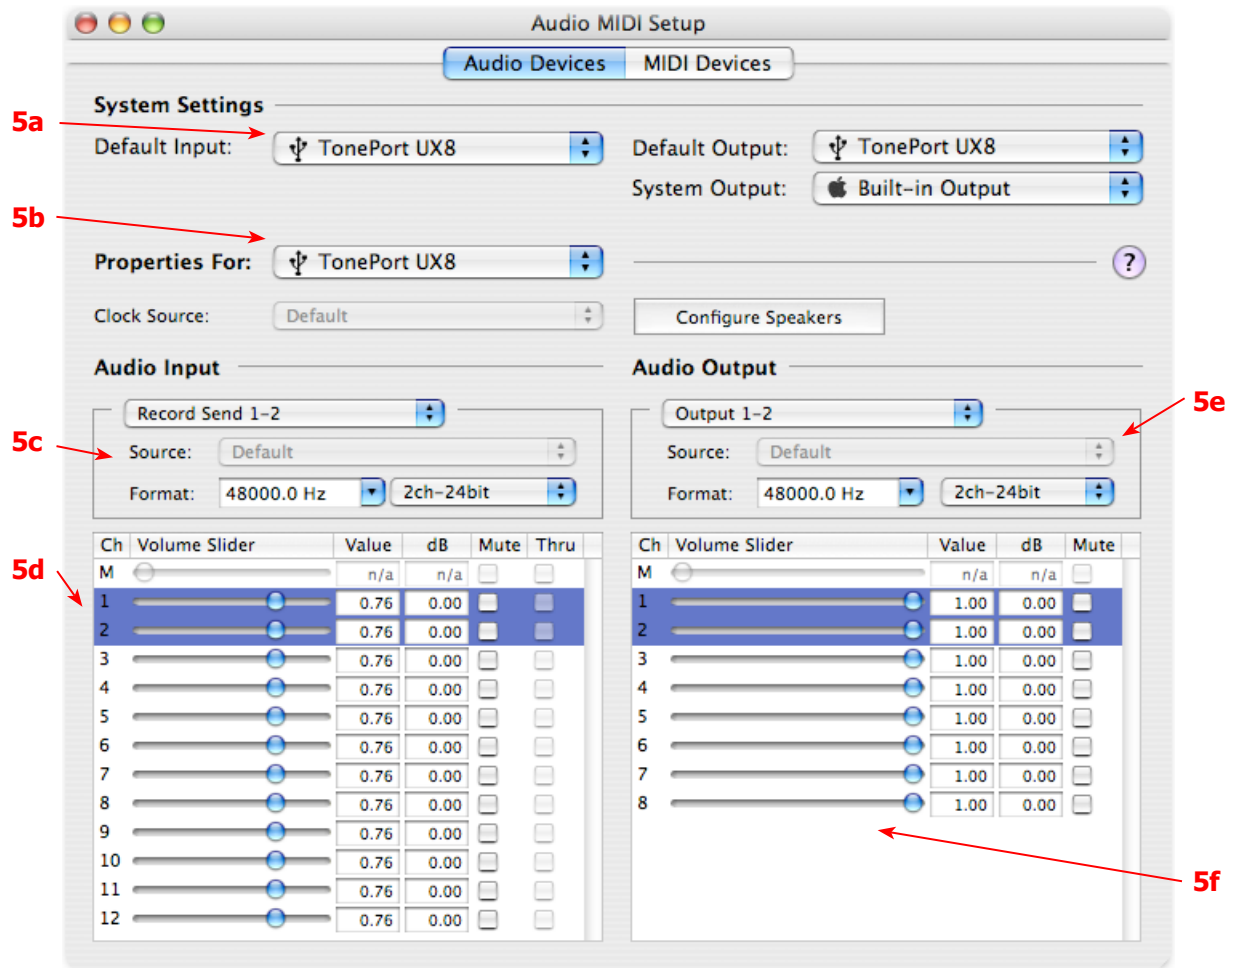 Audio MIDI Setup
Audio Devices MIDI Devices
System Settings
5a
Default Input: TonePort UX8 Default Output: TonePort UX8
System Output: Built-in Output
5b
Properties For: TonePort UX8 ?
Clock Source: Default Configure Speakers
Audio Input Audio Output
Record Send 1-2 Output 1-2 5e
5c Source: Default Source: Default
Format: 48000.0 Hz 2ch-24bit Format: 48000.0 Hz 2ch-24bit
Ch Volume Slider Value dB Mute Thru Ch Volume Slider Value dB Mute
5d M n/a n/a M n/a n/a
1 0.76 0.00 1 1.00 0.00
2 0.76 0.00 2 1.00 0.00
3 0.76 0.00 3 1.00 0.00
4 0.76 0.00 4 1.00 0.00
5 0.76 0.00 5 1.00 0.00
6 0.76 0.00 6 1.00 0.00
7 0.76 0.00 7 1.00 0.00
8 0.76 0.00 8 1.00 0.00
9 0.76 0.00
10 0.76 0.00
11 0.76 0.00 5f
12 0.76 0.00